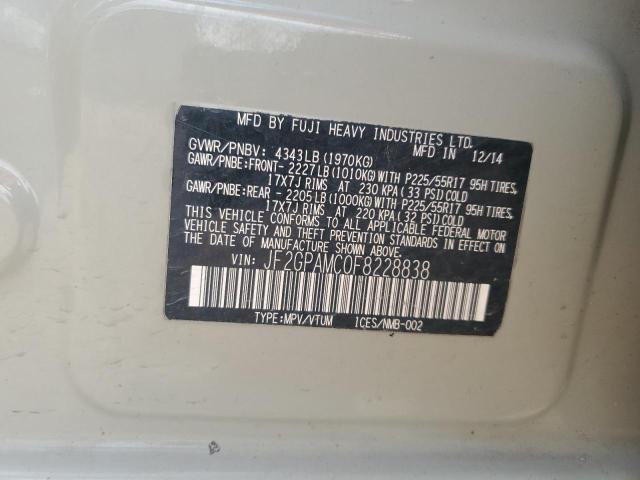 MFD BY FUJI HEAVY INDUSTRIES LTD.
MFD IN 12/14
GVWR/PNBV: 4343LB(1970KG)
GAWR/PNBE:FRONT- 2227LB(1010KG)WITH P225/55R17 95H TIRES,
17X7J RIMS AT 230 KPA(33 PSI)COLD
GAWR/PNBE:REAR - 2205LB(1000KG)WITH P225/55R17 95H TIRES,
17X7J RIMS AT 220 KPA(32 PSI)COLD
THIS VEHICLE CONFORMS TO ALL APPLICABLE FEDERAL MOTOR
VEHICLE SAFETY AND THEFT PREVENTION STANDARDS IN EFFECT ON
THE DATE OF MANUFACTURE SHOWN ABOVE.
VIN: JF2GPAMC0F8228838
TYPE:MPV/VTUM ICES/NMB-002